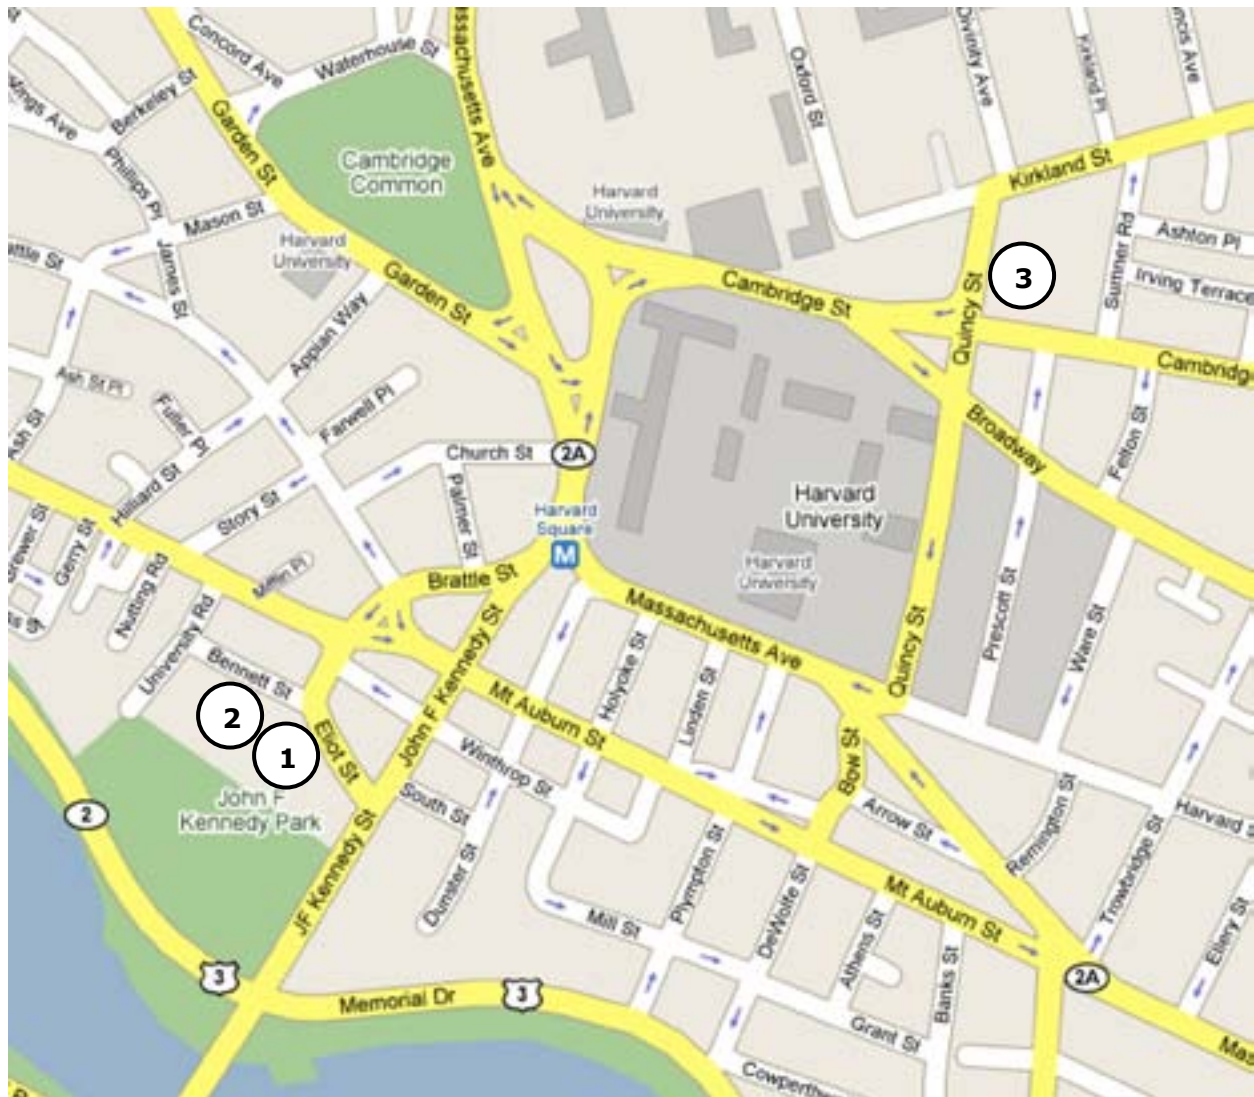 Concord Ave
Waterhouse St
Massachusetts Ave
Oxford St
Divinity Ave
Kirkland Pl
Berkeley St
Garden St
Cambridge
Common
Phillips Pl
Kirkland St
Mason St
Harvard
University
Harvard
University
James St
Garden St
Appian Way
Cambridge St
Quincy St
3
Sumner Rd
Ashton Pl
Irving Terrace
Cambridge
Ash St Pl
Ash St
Fuller Pl
Farwell Pl
Hilliard St
Story St
Church St
2A
Palmer St
Harvard
Square
M
Harvard
University
Harvard
University
Broadway
Felton St
Gerry St
Nutting Rd
Mifflin Pl
Brattle St
University Rd
Bennett St
Massachusetts Ave
Quincy St
Prescott St
Ware St
2
1
Eliot St
John F Kennedy St
Holyoke St
Linden St
Mt Auburn St
Winthrop St
South St
Dunster St
Bow St
Arrow St
Remington St
Trowbridge St
Harvard
John F
Kennedy Park
2
JF Kennedy St
Plympton St
DeWolfe St
Mill St
Athens St
Mt Auburn St
Banks St
Ellery St
2A
3
Memorial Dr
3
Grant St